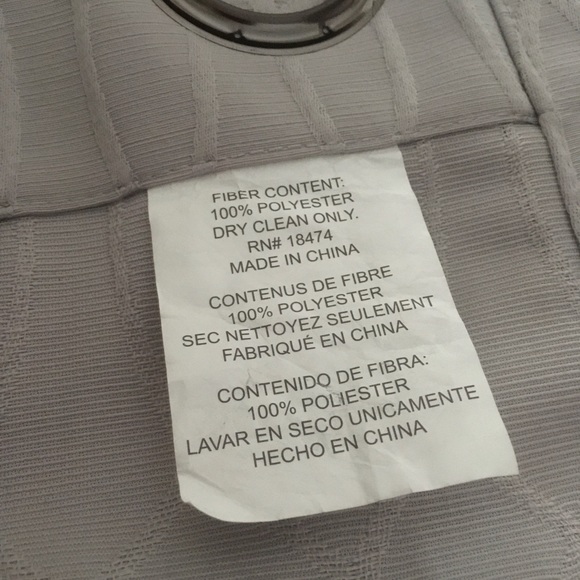 FIBER CONTENT:
100% POLYESTER
DRY CLEAN ONLY.
RN# 18474
MADE IN CHINA
CONTENUS DE FIBRE
100% POLYESTER
SEC NETTOYEZ SEULEMENT
FABRIQUÉ EN CHINA
CONTENIDO DE FIBRA:
100% POLIESTER
LAVAR EN SECO UNICAMENTE
HECHO EN CHINA